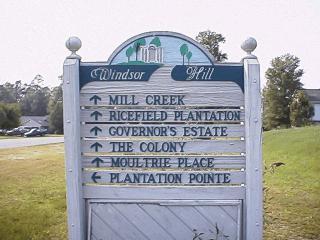 Windsor Hill
↑ MILL CREEK
↑ RICEFIELD PLANTATION
↑ GOVERNOR'S ESTATE
↑ THE COLONY
↑ MOULTRIE PLACE
↑ PLANTATION POINTE